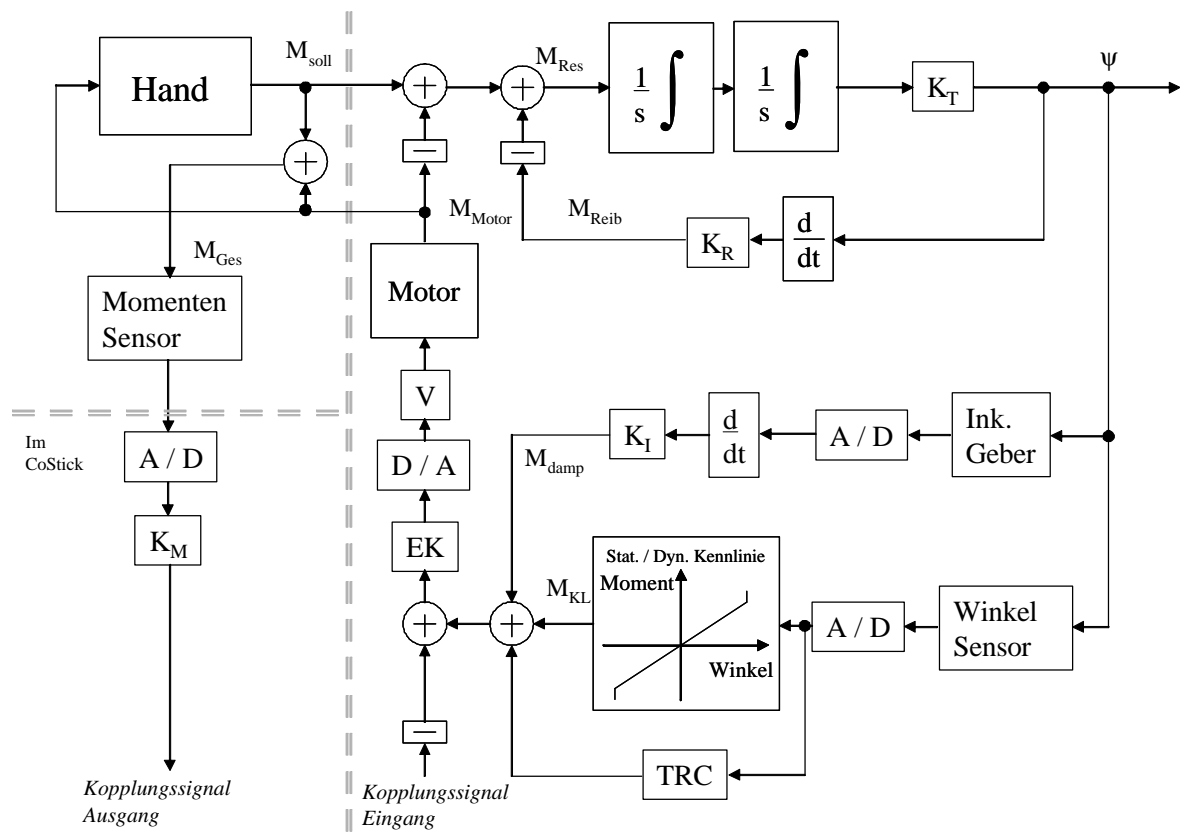 M_soll
Hand
M_Res
1/s ∫
1/s ∫
K_T
ψ
+
+
+
−
−
M_Motor
M_Reib
K_R
d/dt
M_Ges
Momenten
Sensor
Motor
V
Im
CoStick
A / D
D / A
M_damp
K_I
d/dt
A / D
Ink.
Geber
K_M
EK
Stat. / Dyn. Kennlinie
Moment
Winkel
M_KL
+
+
A / D
Winkel
Sensor
−
TRC
Kopplungssignal
Ausgang
Kopplungssignal
Eingang